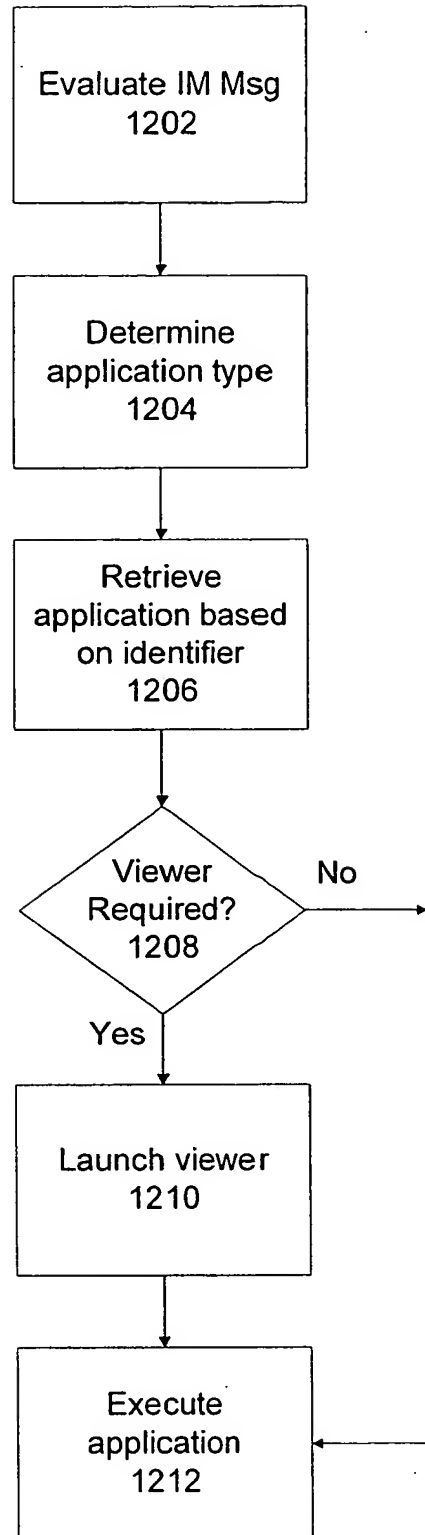 Evaluate IM Msg
1202
Determine
application type
1204
Retrieve
application based
on identifier
1206
Viewer
Required?
1208
No
Yes
Launch viewer
1210
Execute
application
1212